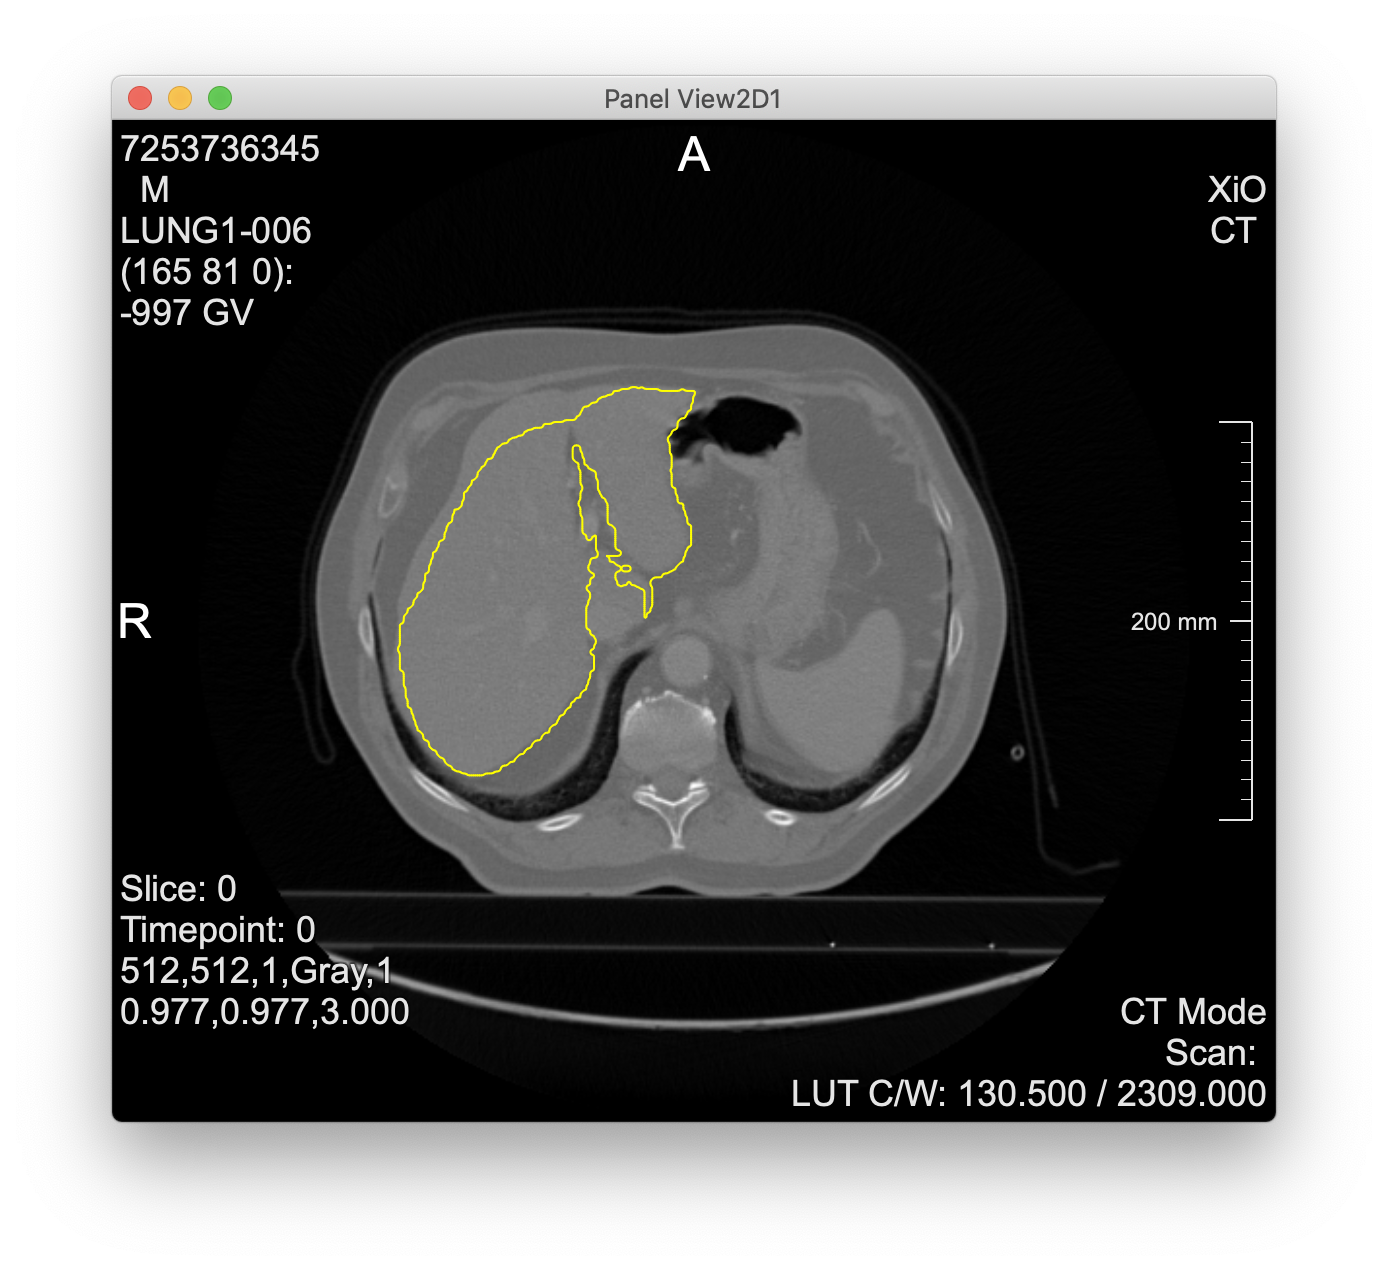 Panel View2D1
7253736345
M
LUNG1-006
(165 81 0):
-997 GV
A
XiO
CT
R
200 mm
Slice: 0
Timepoint: 0
512,512,1,Gray,1
0.977,0.977,3.000
CT Mode
Scan:
LUT C/W: 130.500 / 2309.000